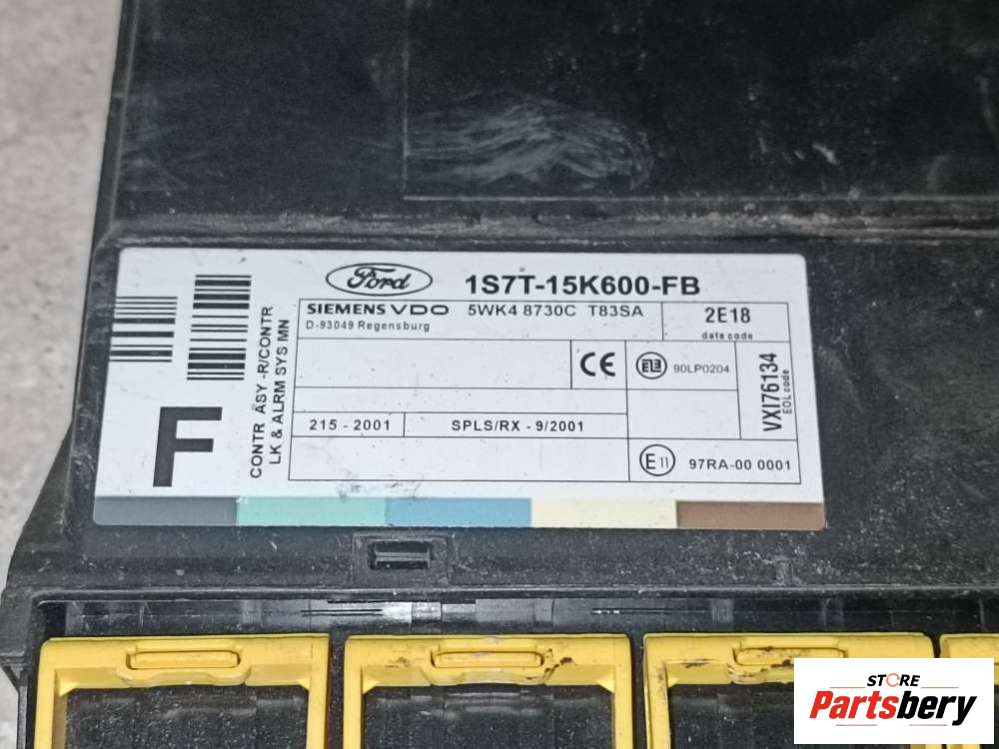 Ford 1S7T-15K600-FB
SIEMENS VDO 5WK4 8730C T83SA
D-93049 Regensburg
2E18
date code
CE
90LP0204
VXI76134
EOL code
215 - 2001 SPLS/RX - 9/2001
E11 97RA-00 0001
CONTR ASY -R/CONTR
LK & ALRM SYS MN
F
STORE
Partsbery